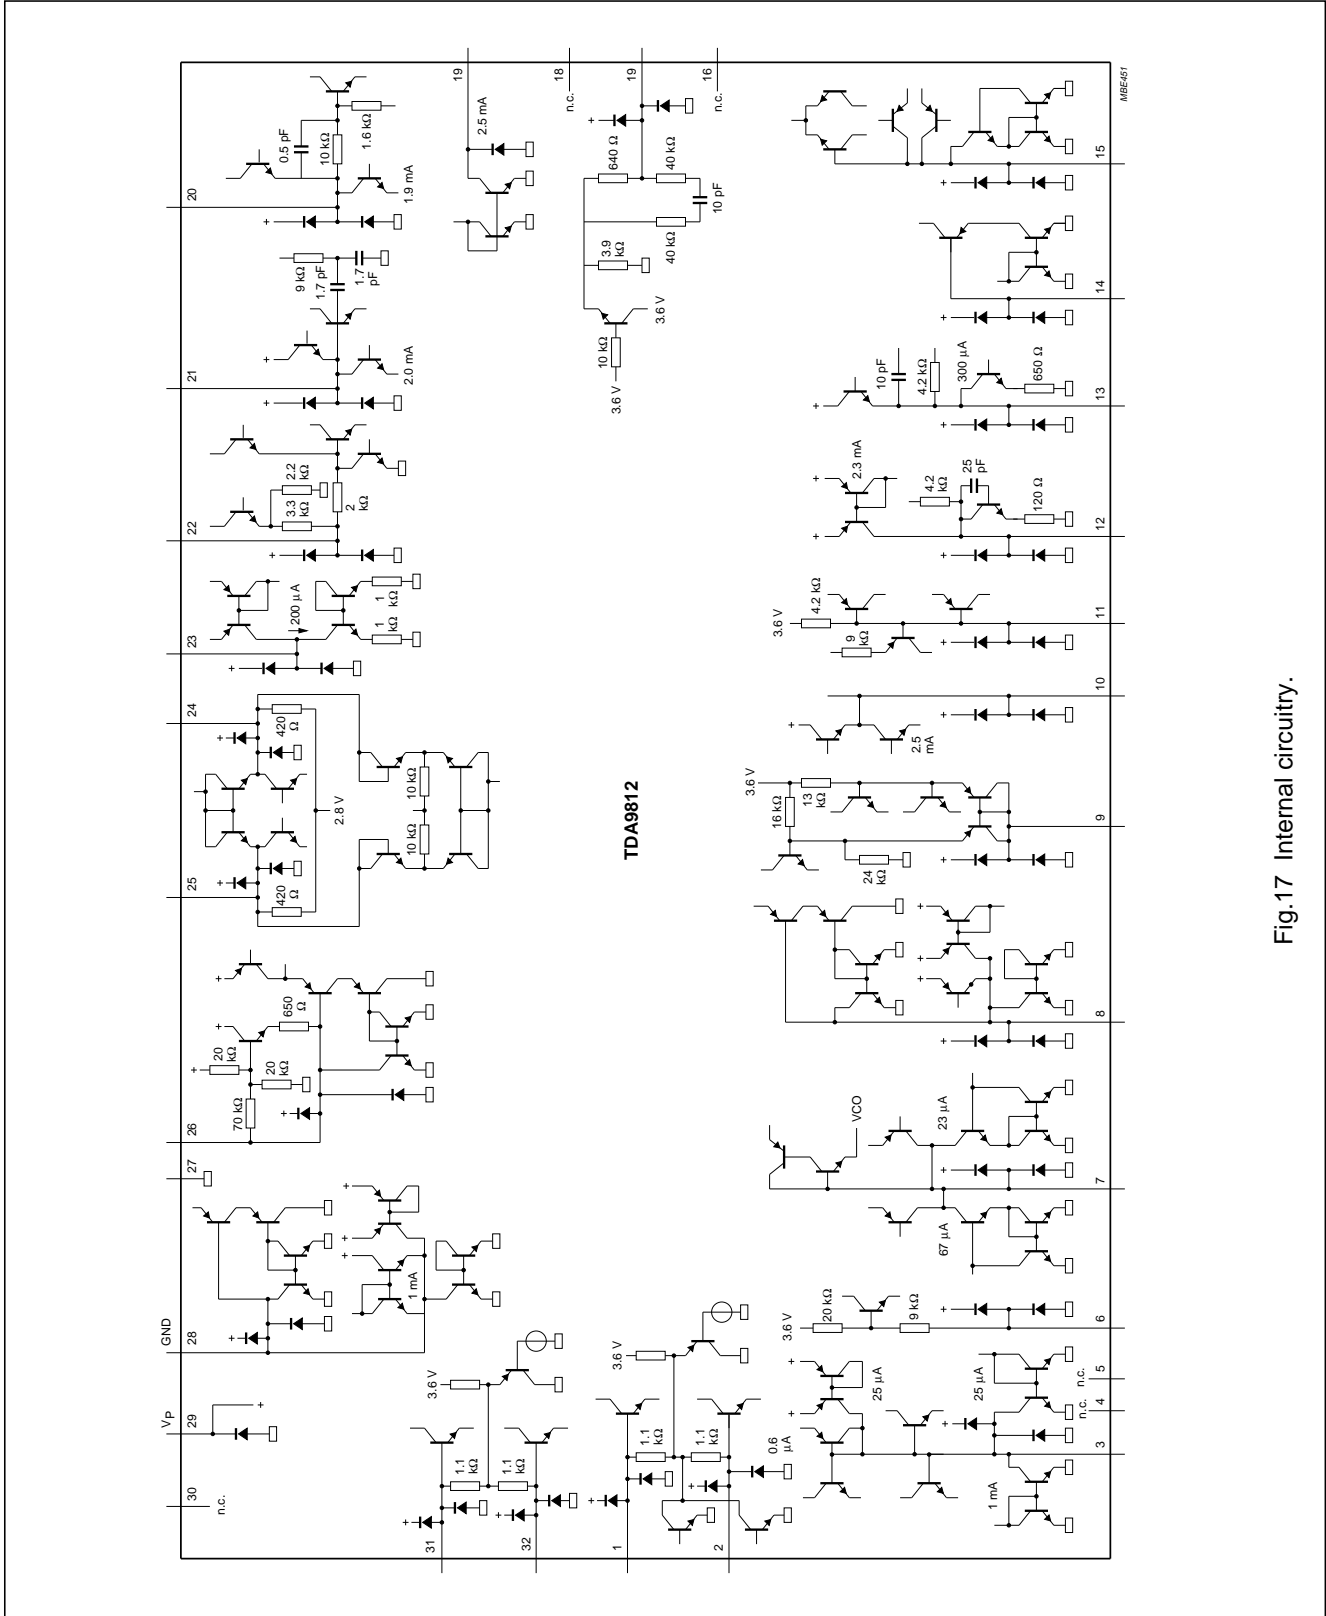 30
n.c.
29
VP
+
28
GND
+
1 mA
+
+
27
26
70 kΩ
20 kΩ
+
20 kΩ
650 Ω
+
+
+
25
420 Ω
+
24
420 Ω
+
2.8 V
10 kΩ
10 kΩ
23
+
200 µA
1 kΩ
1 kΩ
22
+
3.3 kΩ
2.2 kΩ
2 kΩ
21
+
+
2.0 mA
9 kΩ
1.7 pF
1.7 pF
20
+
0.5 pF
10 kΩ
1.6 kΩ
1.9 mA
31
+
1.1 kΩ
1.1 kΩ
+
32
3.6 V
1
+
1.1 kΩ
1.1 kΩ
+
2
3.6 V
0.6 µA
TDA9812
19
2.5 mA
18
n.c.
19
+
640 Ω
40 kΩ
10 pF
40 kΩ
3.9 kΩ
3.6 V
10 kΩ
3.6 V
16
n.c.
3
1 mA
+
+
+
25 µA
25 µA
4
n.c.
5
n.c.
6
3.6 V
20 kΩ
9 kΩ
+
7
67 µA
+
23 µA
VCO
8
+
+
+
+
9
+
3.6 V
16 kΩ
13 kΩ
24 kΩ
10
+
+
2.5 mA
11
+
3.6 V
4.2 kΩ
9 kΩ
12
+
+
+
2.3 mA
4.2 kΩ
25 pF
120 Ω
13
+
+
10 pF
4.2 kΩ
300 µA
650 Ω
14
+
15
+
MBE451
Fig.17 Internal circuitry.